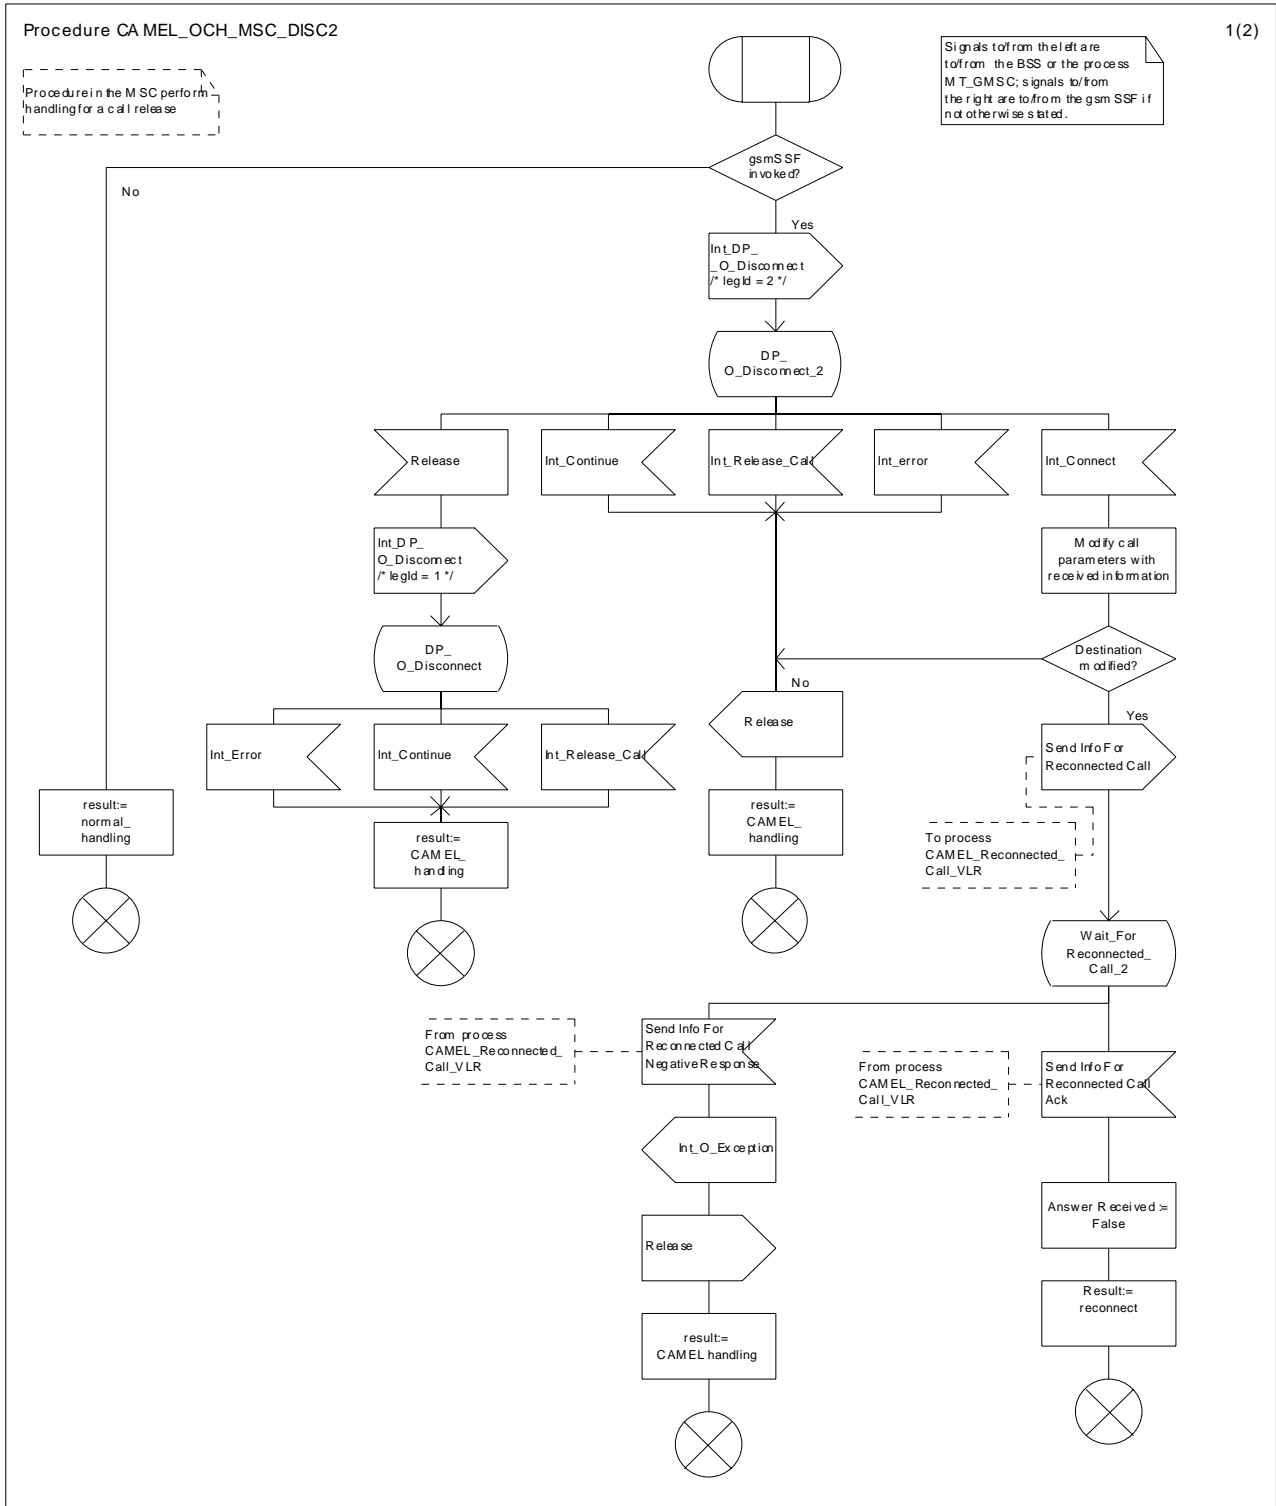 Procedure CAMEL_OCH_MSC_DISC2
1(2)
Procedure in the MSC perform
handling for a call release
Signals to/from the left are
to/from the BSS or the process
MT_GMSC; signals to/from
the right are to/from the gsmSSF if
not otherwise stated.
gsmSSF
invoked?
No
Yes
Int_DP_
_O_Disconnect
/* legId = 2 */
DP_
O_Disconnect_2
Release
Int_Continue
Int_Release_Call
Int_error
Int_Connect
Int_DP_
O_Disconnect
/* legId = 1 */
Modify call
parameters with
received information
DP_
O_Disconnect
Destination
modified?
No
Yes
Int_Error
Int_Continue
Int_Release_Call
Release
Send Info For
Reconnected Call
result:=
normal_
handling
result:=
CAMEL_
handling
result:=
CAMEL_
handling
To process
CAMEL_Reconnected_
Call_VLR
Wait_For
Reconnected_
Call_2
From process
CAMEL_Reconnected_
Call_VLR
Send Info For
Reconnected Call
Negative Response
From process
CAMEL_Reconnected_
Call_VLR
Send Info For
Reconnected Call
Ack
Int_O_Exception
Answer Received :=
False
Release
Result:=
reconnect
result:=
CAMEL handling